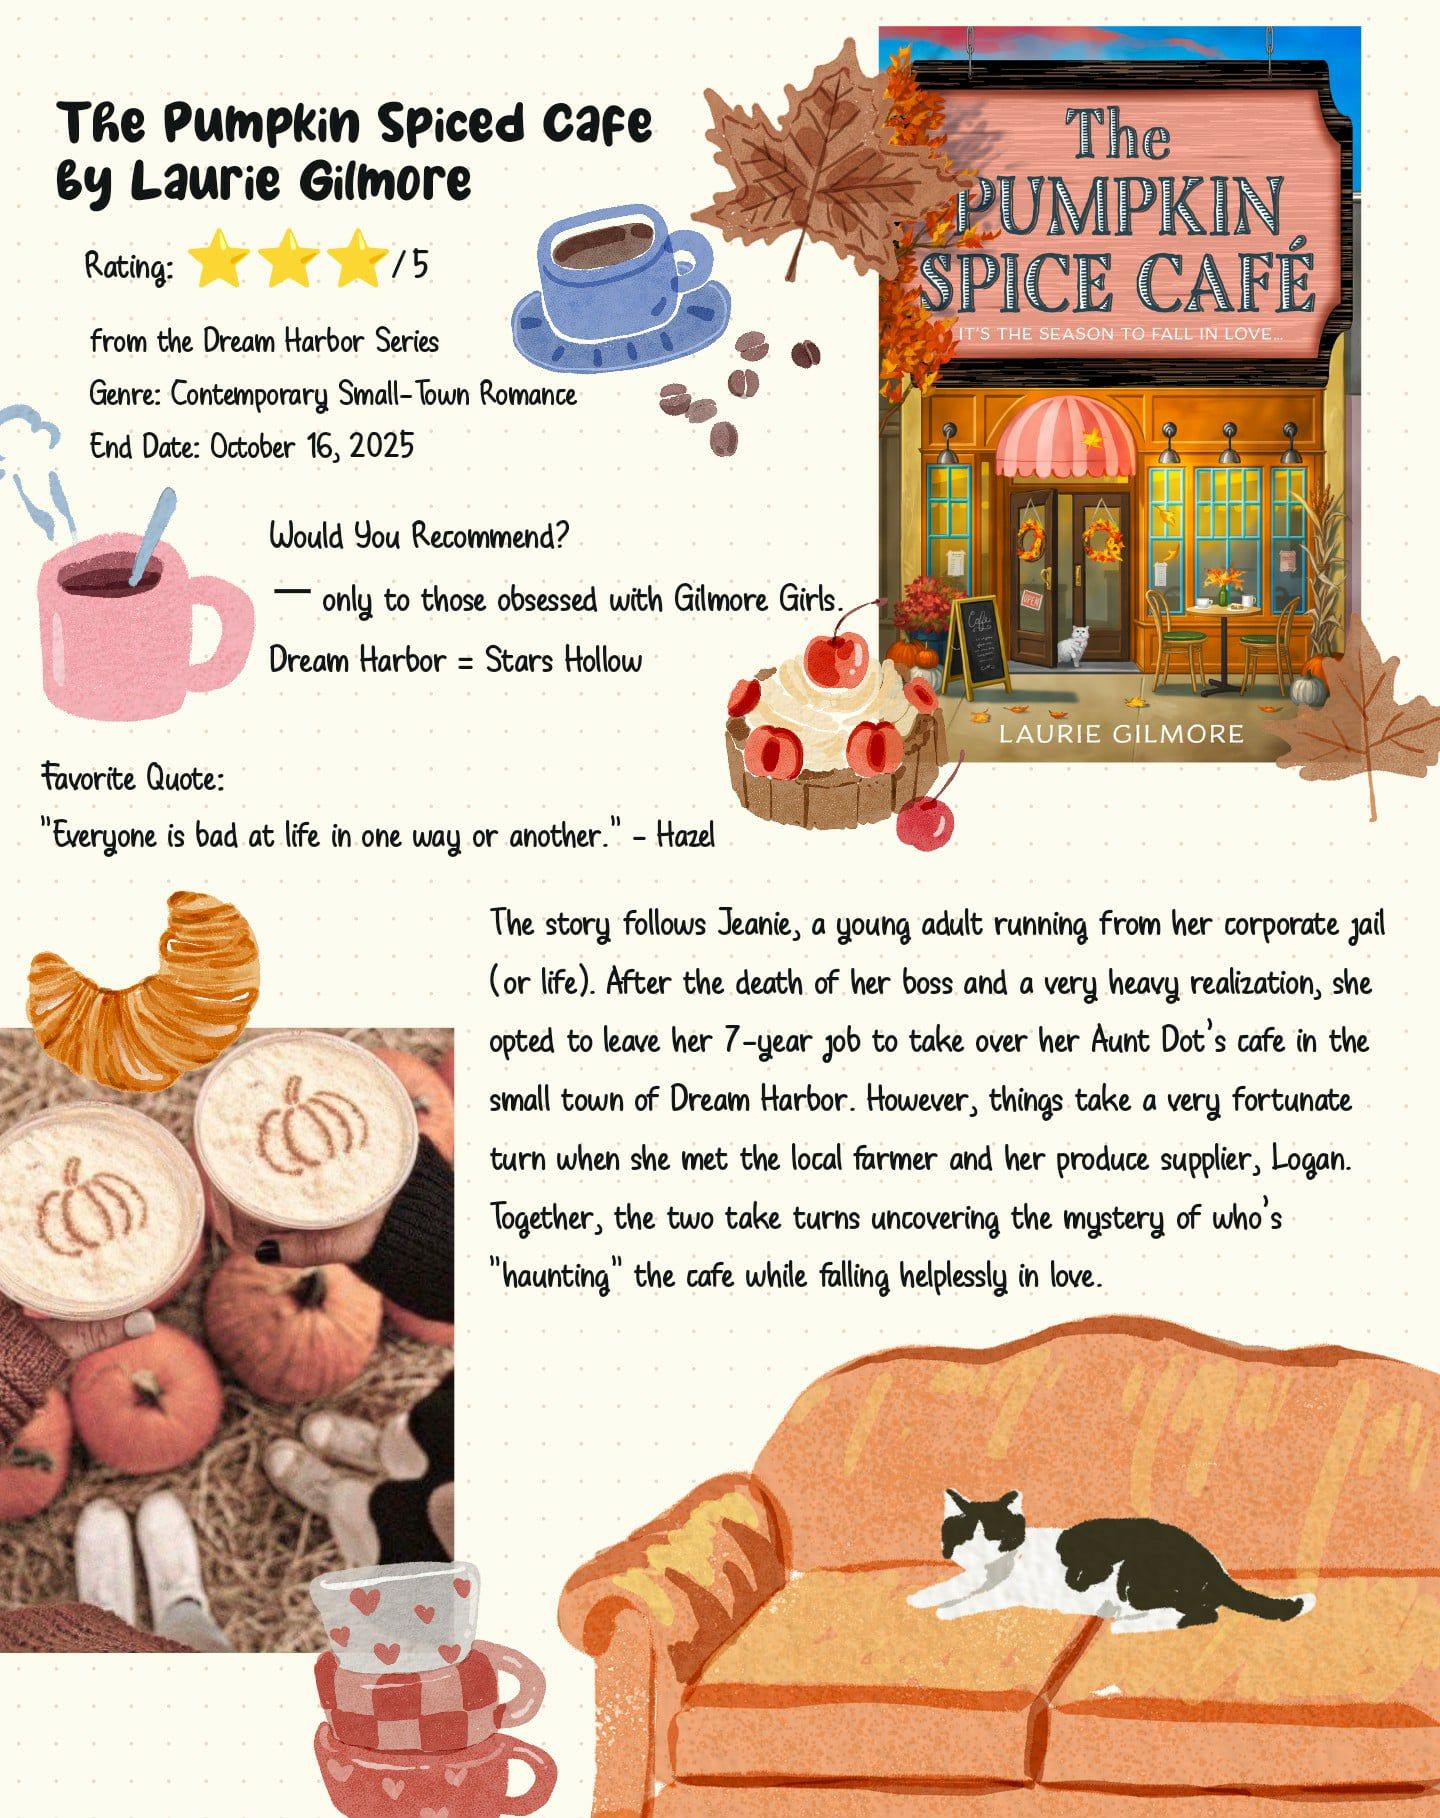 The Pumpkin Spiced Cafe
by Laurie Gilmore
Rating: ⭐⭐⭐/5
from the Dream Harbor Series
Genre: Contemporary Small-Town Romance
End Date: October 16, 2025
Would You Recommend?
— only to those obsessed with Gilmore Girls.
Dream Harbor = Stars Hollow
Favorite Quote:
"Everyone is bad at life in one way or another." - Hazel
The story follows Jeanie, a young adult running from her corporate jail
(or life). After the death of her boss and a very heavy realization, she
opted to leave her 7-year job to take over her Aunt Dot's cafe in the
small town of Dream Harbor. However, things take a very fortunate
turn when she met the local farmer and her produce supplier, Logan.
Together, the two take turns uncovering the mystery of who's
"haunting" the cafe while falling helplessly in love.
The
PUMPKIN
SPICE CAFÉ
IT'S THE SEASON TO FALL IN LOVE...
OPEN
Café
LAURIE GILMORE